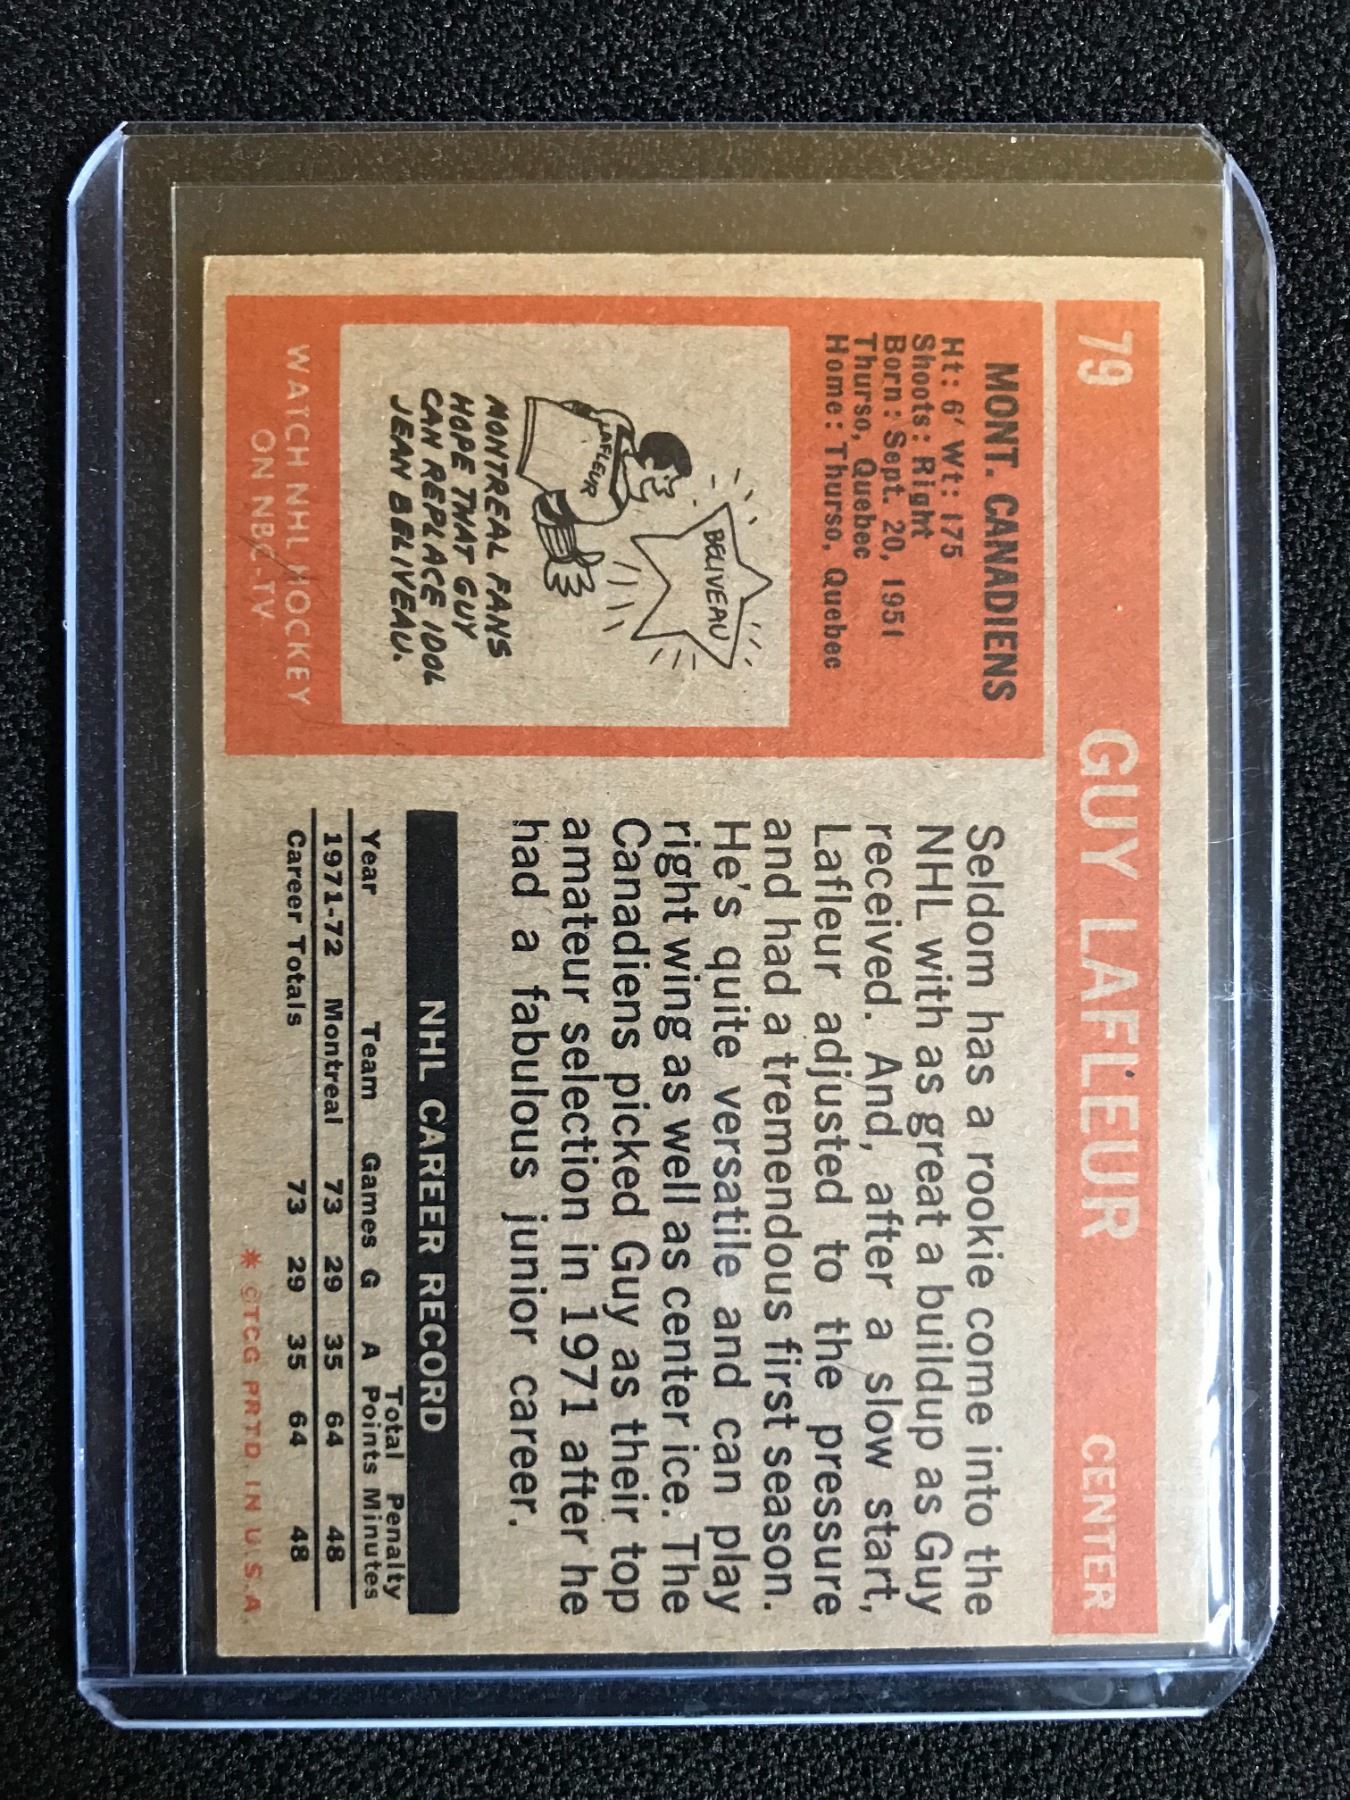 79 GUY LAFLEUR CENTER
MONT. CANADIENS
Ht: 6' Wt: 175
Shoots: Right
Born: Sept. 20, 1951
Thurso, Quebec
Home: Thurso, Quebec
BELIVEAU
LAFLEUR
MONTREAL FANS
HOPE THAT GUY
CAN REPLACE IDOL
JEAN BELIVEAU.
WATCH NHL HOCKEY
ON NBC-TV
Seldom has a rookie come into the
NHL with as great a buildup as Guy
received. And, after a slow start,
Lafleur adjusted to the pressure
and had a tremendous first season.
He's quite versatile and can play
right wing as well as center ice. The
Canadiens picked Guy as their top
amateur selection in 1971 after he
had a fabulous junior career.
NHL CAREER RECORD
Total Penalty
Year Team Games G A Points Minutes
1971-72 Montreal 73 29 35 64 48
Career Totals 73 29 35 64 48
* ©T.C.G. PRTD. IN U.S.A.